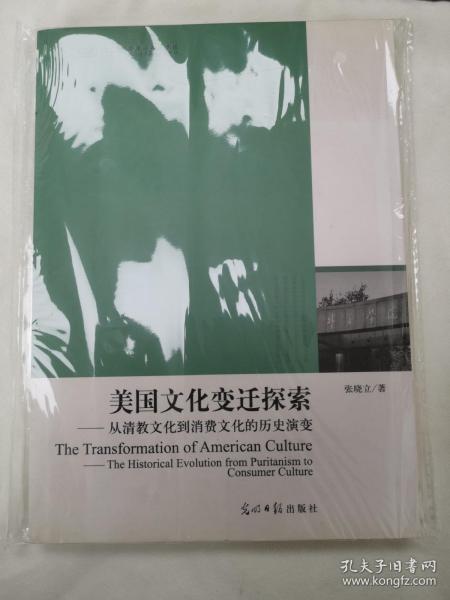 美国文化变迁探索
张晓立/著
——从清教文化到消费文化的历史演变
The Transformation of American Culture
——The Historical Evolution from Puritanism to
Consumer Culture
光明日报出版社
孔夫子旧书网
www.kongfz.com